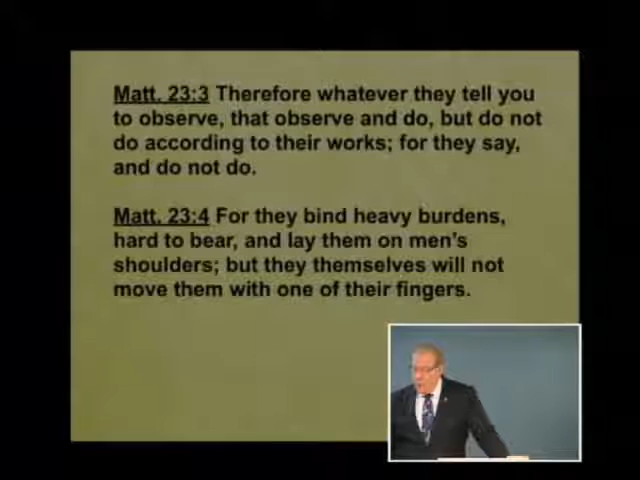 Matt. 23:3 Therefore whatever they tell you
to observe, that observe and do, but do not
do according to their works; for they say,
and do not do.
Matt. 23:4 For they bind heavy burdens,
hard to bear, and lay them on men's
shoulders; but they themselves will not
move them with one of their fingers.